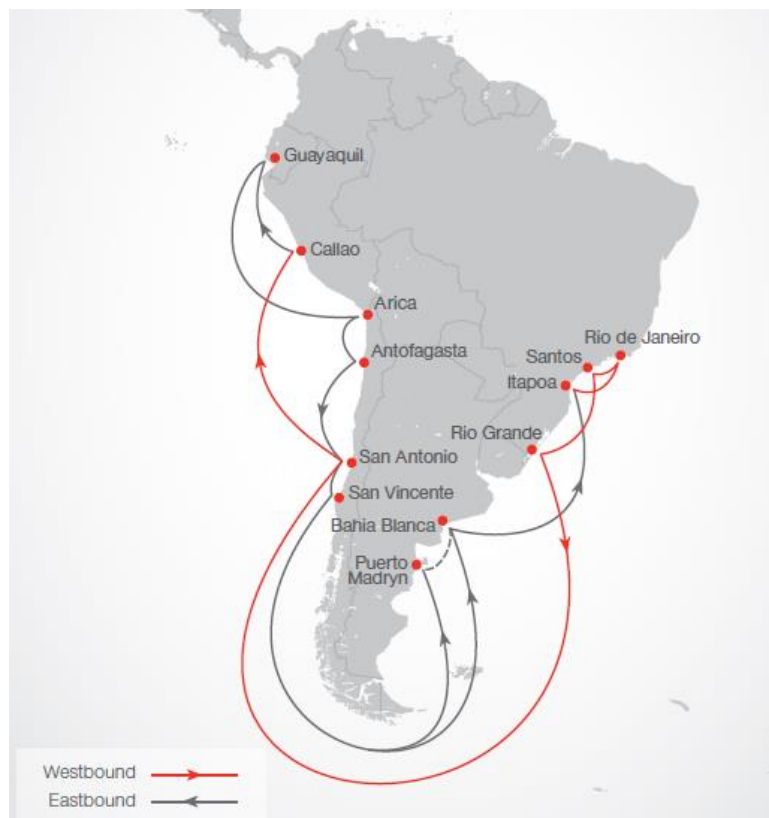 Guayaquil
Callao
Arica
Antofagasta
Rio de Janeiro
Santos
Itapoa
Rio Grande
San Antonio
San Vincente
Bahia Blanca
Puerto
Madryn
Westbound
Eastbound